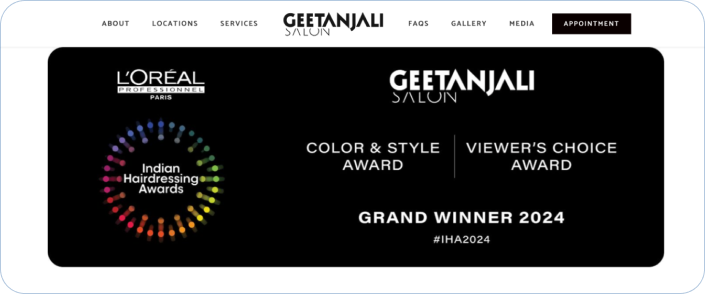 ABOUT LOCATIONS SERVICES GEETANJALI SALON FAQS GALLERY MEDIA APPOINTMENT
L'ORÉAL
PROFESSIONNEL
PARIS
Indian
Hairdressing
Awards
GEETANJALI
SALON
COLOR & STYLE
AWARD
VIEWER'S CHOICE
AWARD
GRAND WINNER 2024
#IHA2024